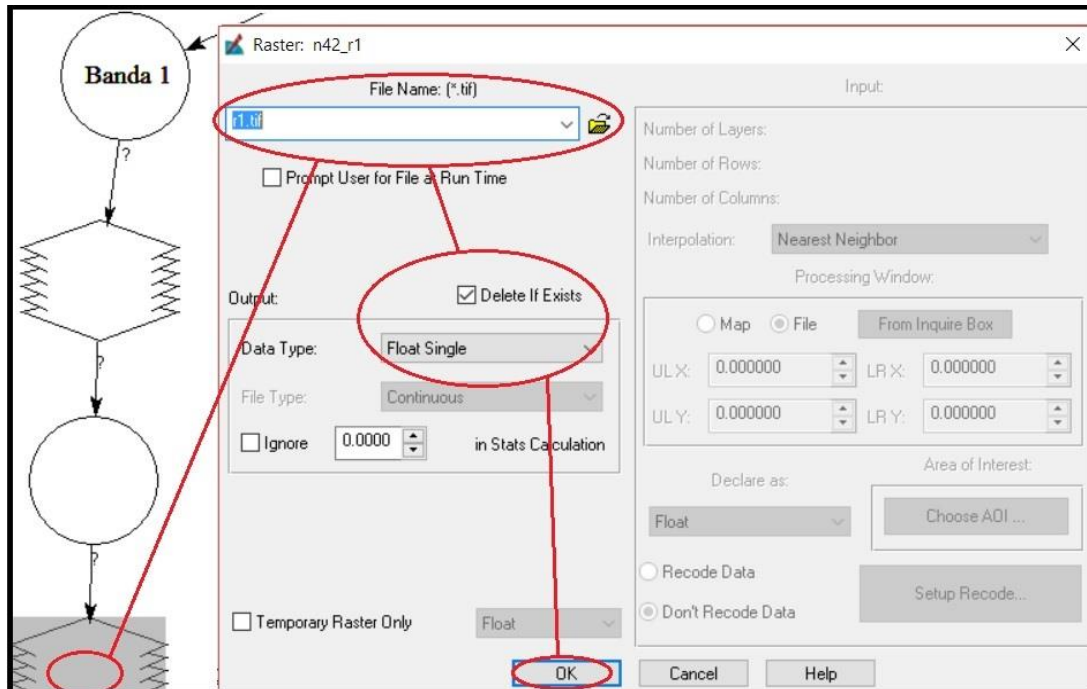 Banda 1
?
?
?
Raster: n42_r1
File Name: (*.tif)
r1.tif
Prompt User for File at Run Time
Output:
Delete If Exists
Data Type:
Float Single
File Type:
Continuous
Ignore
0.0000
in Stats Calculation
Temporary Raster Only
Float
Input:
Number of Layers:
Number of Rows:
Number of Columns:
Interpolation:
Nearest Neighbor
Processing Window:
Map
File
From Inquire Box
UL X:
0.000000
LR X:
0.000000
UL Y:
0.000000
LR Y:
0.000000
Declare as:
Float
Area of Interest:
Choose AOI ...
Recode Data
Don't Recode Data
Setup Recode...
OK
Cancel
Help